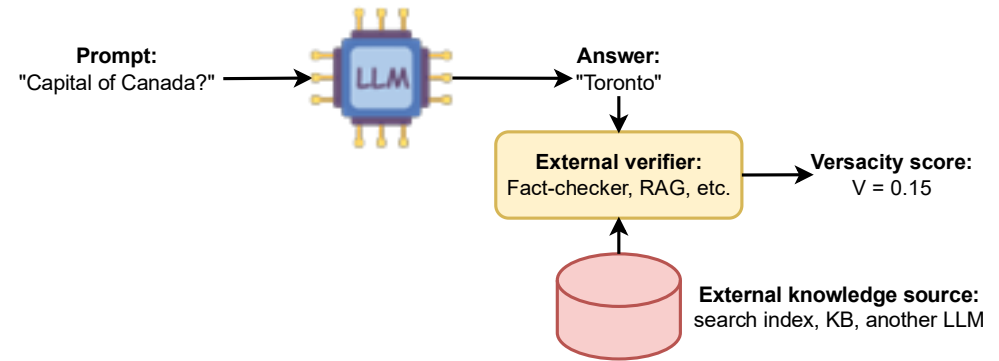 Prompt:
"Capital of Canada?"
LLM
Answer:
"Toronto"
External verifier:
Fact-checker, RAG, etc.
Versacity score:
V = 0.15
External knowledge source:
search index, KB, another LLM